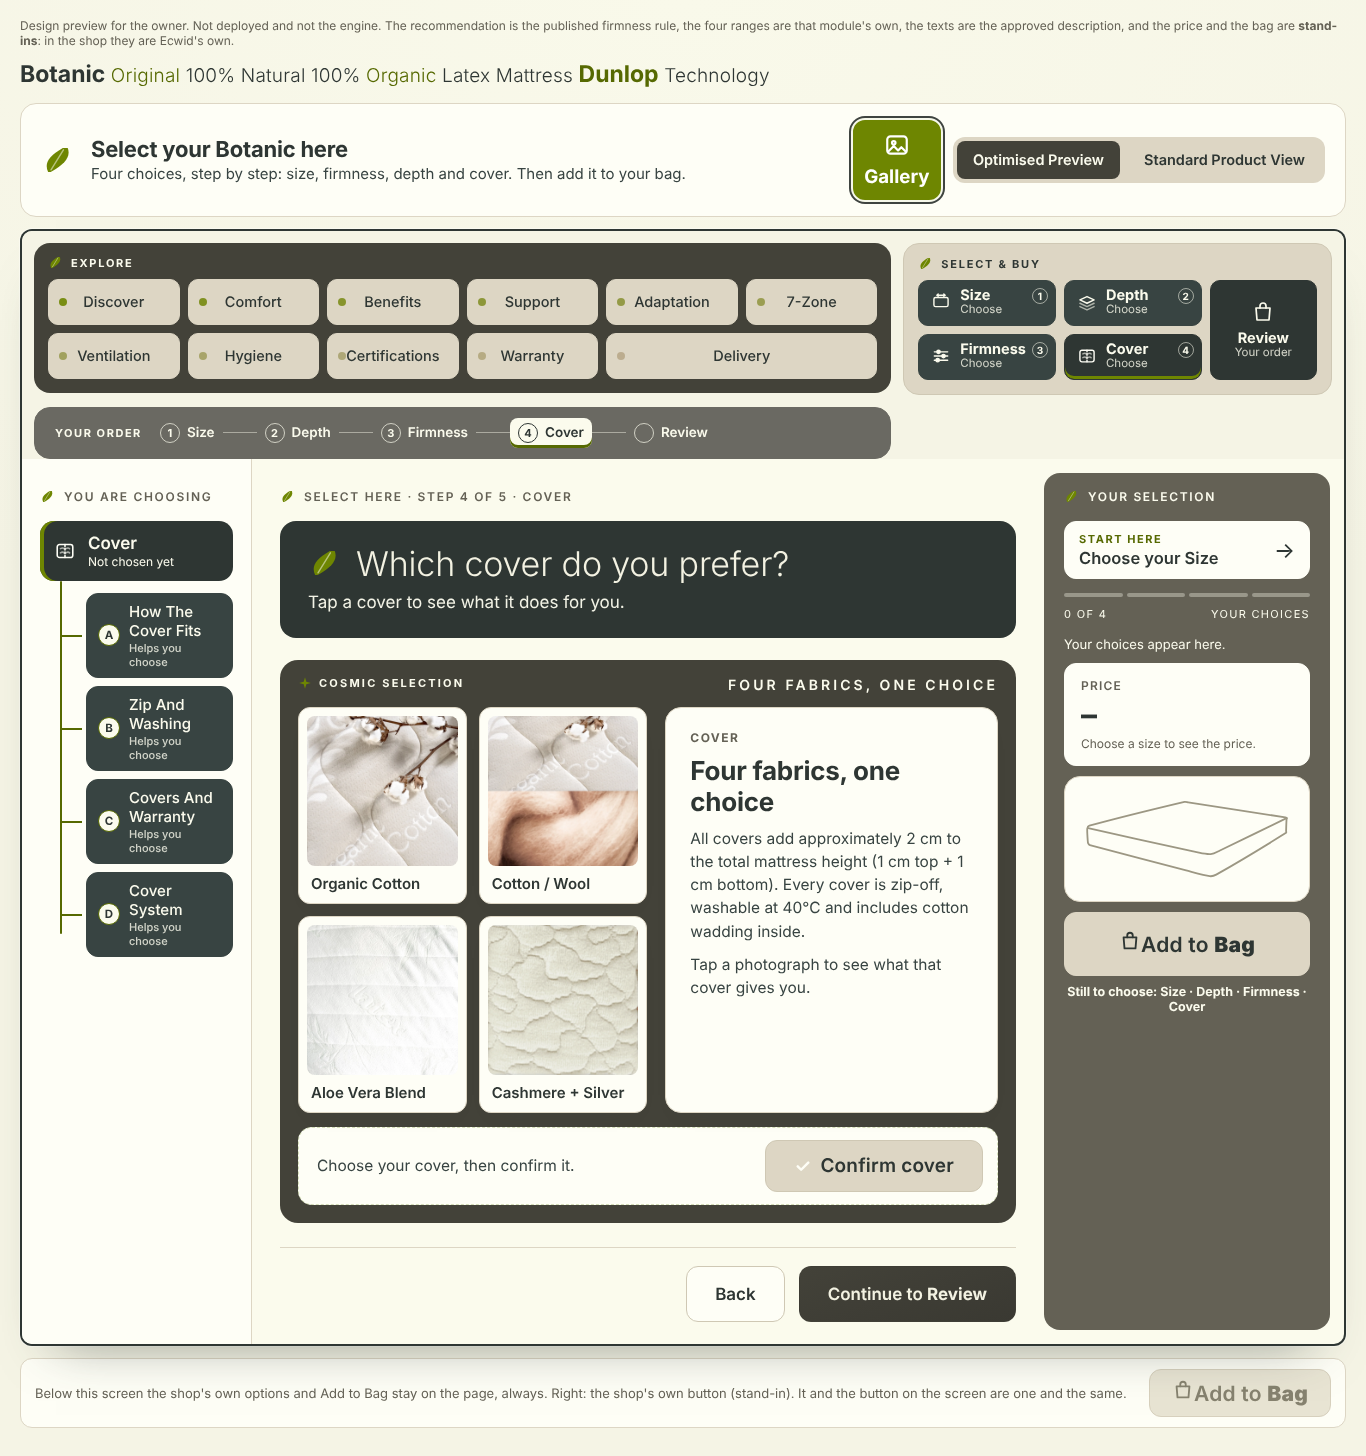 Design preview for the owner. Not deployed and not the engine. The recommendation is the published firmness rule, the four ranges are that module's own, the texts are the approved description, and the price and the bag are stand-
ins: in the shop they are Ecwid's own.
Botanic Original 100% Natural 100% Organic Latex Mattress Dunlop Technology
Select your Botanic here
Four choices, step by step: size, firmness, depth and cover. Then add it to your bag.
Gallery
Optimised Preview
Standard Product View
EXPLORE
Discover
Comfort
Benefits
Support
Adaptation
7-Zone
Ventilation
Hygiene
Certifications
Warranty
Delivery
SELECT & BUY
Size
Choose
1
Depth
Choose
2
Firmness
Choose
3
Cover
Choose
4
Review
Your order
YOUR ORDER
1 Size
2 Depth
3 Firmness
4 Cover
Review
YOU ARE CHOOSING
Cover
Not chosen yet
A
How The
Cover Fits
Helps you
choose
B
Zip And
Washing
Helps you
choose
C
Covers And
Warranty
Helps you
choose
D
Cover
System
Helps you
choose
SELECT HERE · STEP 4 OF 5 · COVER
Which cover do you prefer?
Tap a cover to see what it does for you.
COSMIC SELECTION
FOUR FABRICS, ONE CHOICE
Organic Cotton
Cotton / Wool
Aloe Vera Blend
Cashmere + Silver
COVER
Four fabrics, one
choice
All covers add approximately 2 cm to
the total mattress height (1 cm top + 1
cm bottom). Every cover is zip-off,
washable at 40°C and includes cotton
wadding inside.
Tap a photograph to see what that
cover gives you.
Choose your cover, then confirm it.
Confirm cover
Back
Continue to Review
YOUR SELECTION
START HERE
Choose your Size
0 OF 4
YOUR CHOICES
Your choices appear here.
PRICE
–
Choose a size to see the price.
Add to Bag
Still to choose: Size · Depth · Firmness ·
Cover
Below this screen the shop's own options and Add to Bag stay on the page, always. Right: the shop's own button (stand-in). It and the button on the screen are one and the same.
Add to Bag